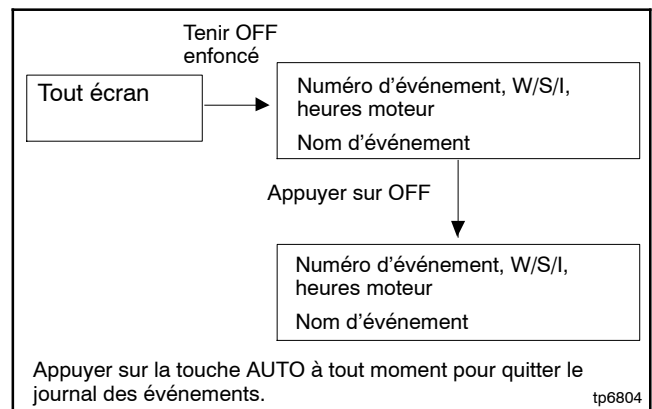 Tenir OFF
enfoncé
Tout écran
Numéro d'événement, W/S/I,
heures moteur
Nom d'événement
Appuyer sur OFF
Numéro d'événement, W/S/I,
heures moteur
Nom d'événement
Appuyer sur la touche AUTO à tout moment pour quitter le
journal des événements.
tp6804